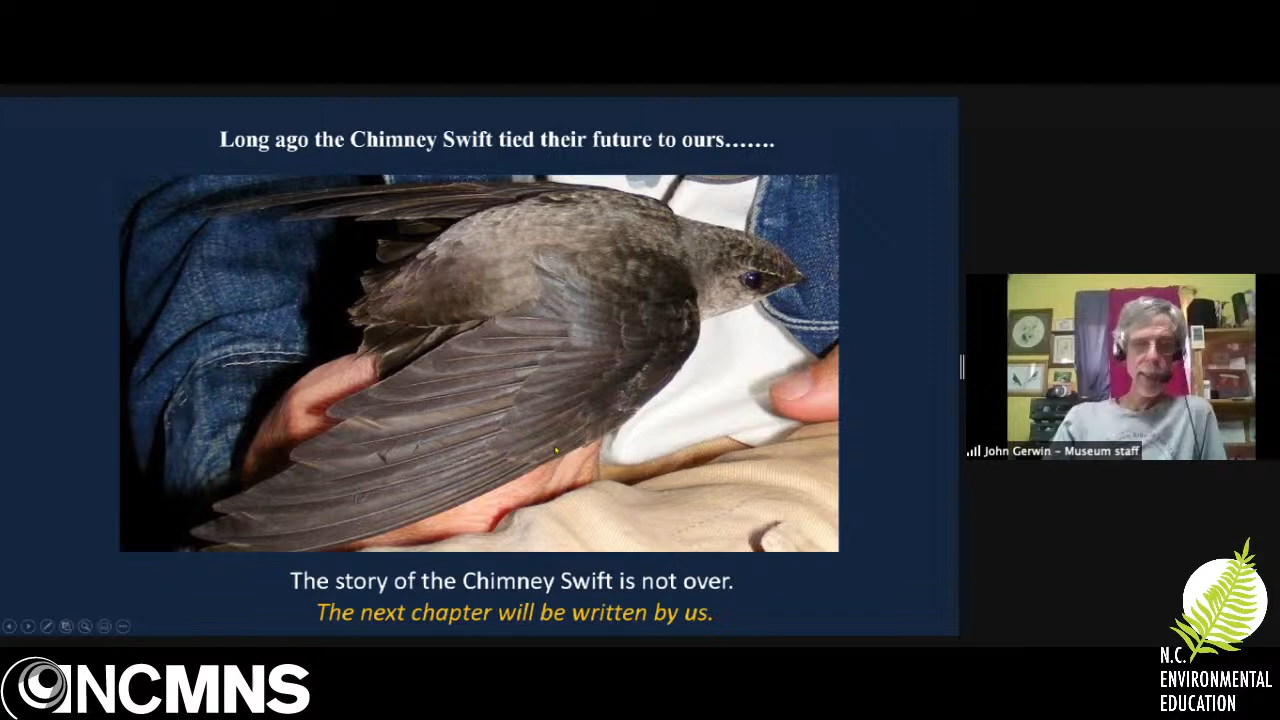 Long ago the Chimney Swift tied their future to ours.......
John Gerwin - Museum staff
The story of the Chimney Swift is not over.
The next chapter will be written by us.
NCMNS
N.C.
ENVIRONMENTAL
EDUCATION